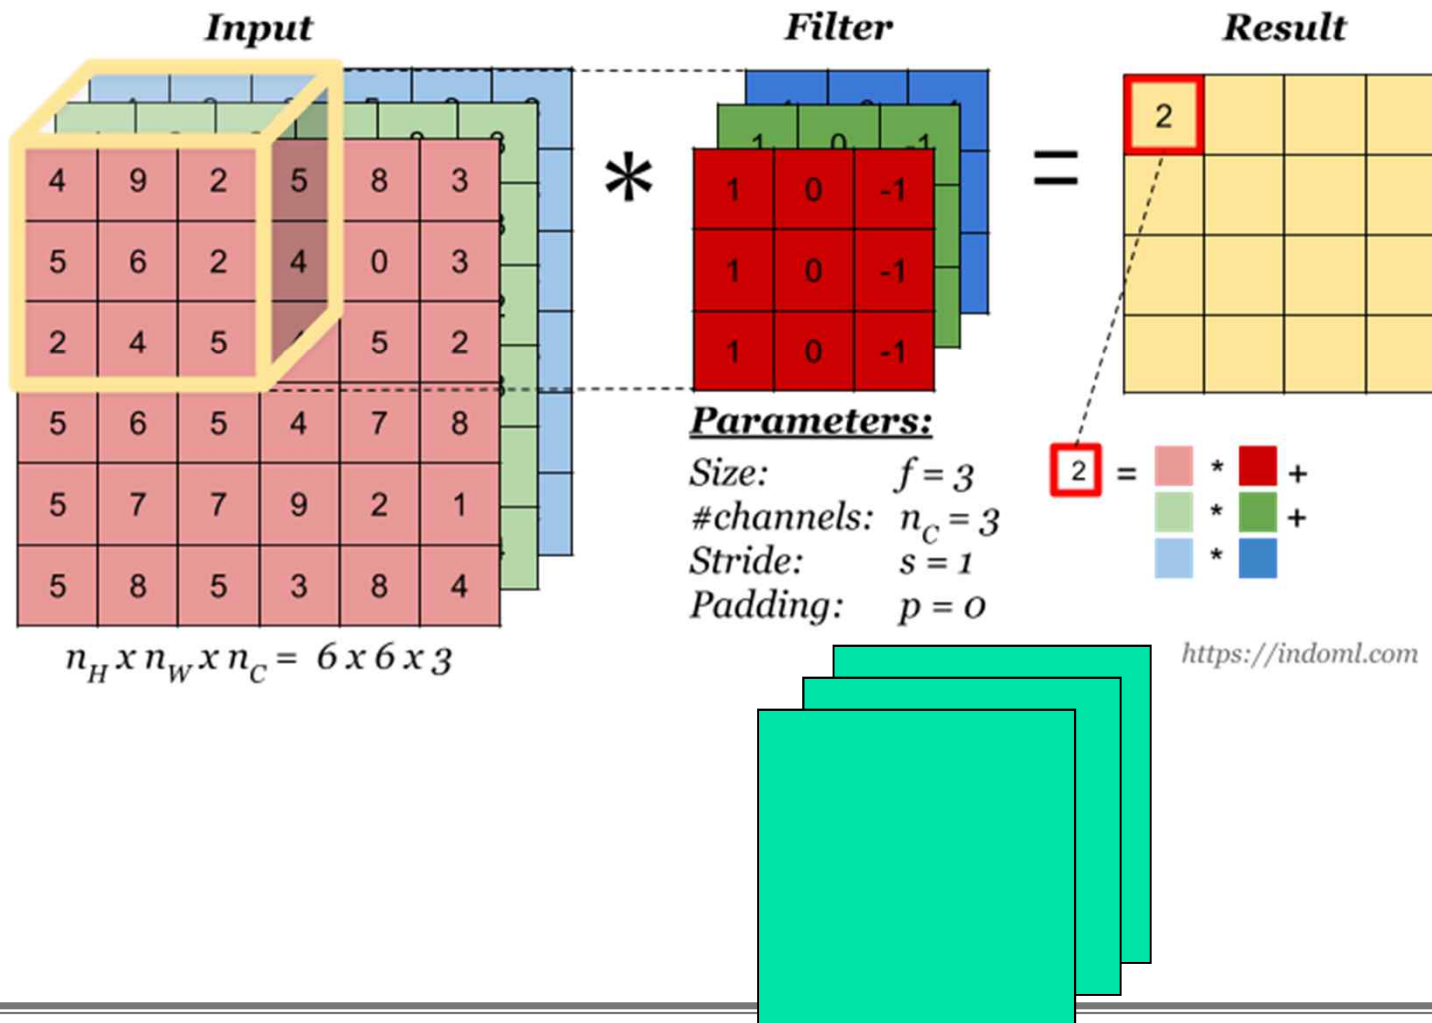 Input Filter Result
*
=
4 9 2 5 8 3
5 6 2 4 0 3
2 4 5 5 2
5 6 5 4 7 8
5 7 7 9 2 1
5 8 5 3 8 4
n_H x n_W x n_C = 6 x 6 x 3
1 0 -1
1 0 -1
1 0 -1
1 0 -1
Parameters:
Size: f = 3
#channels: n_C = 3
Stride: s = 1
Padding: p = 0
2
2 = * +
* +
*
https://indoml.com